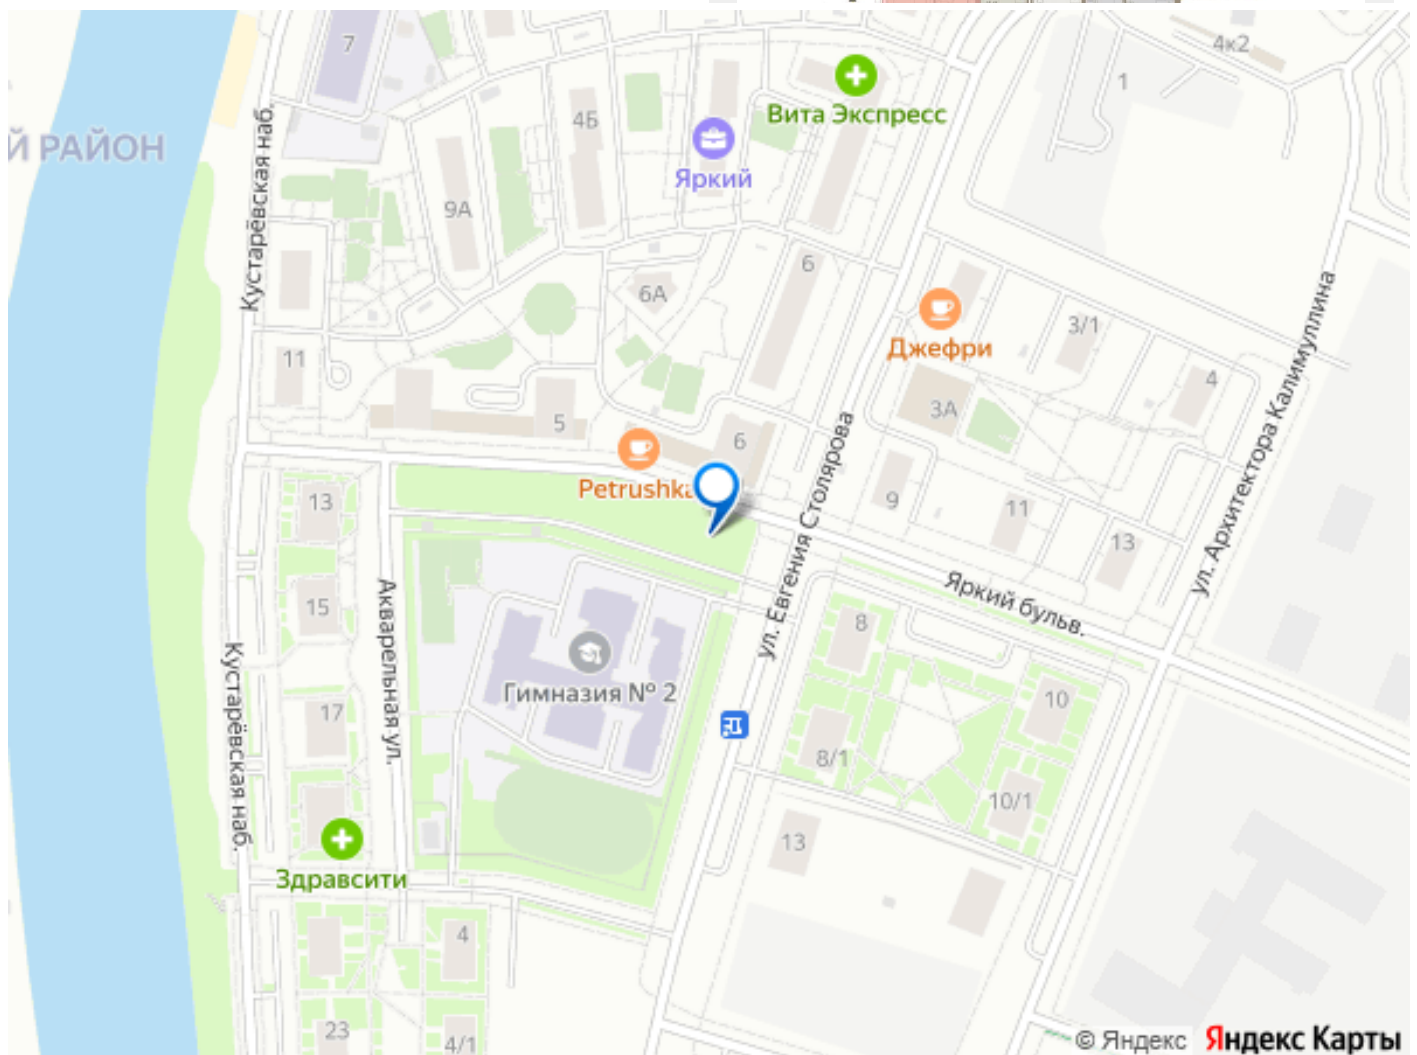 7
4к2
1
Вита Экспресс
4Б
Яркий
Й РАЙОН
Кустарёвская наб.
9А
6
6А
Джефри
3/1
ул. Архитектора Калимуллина
11
4
3А
5
6
Petrushka
ул. Евгения Столярова
13
9
11
13
Яркий бульв.
15
Акварельная ул.
8
Гимназия № 2
Кустарёвская наб.
17
10
8/1
10/1
13
Здравсити
4
23
4/1
© Яндекс Яндекс Карты